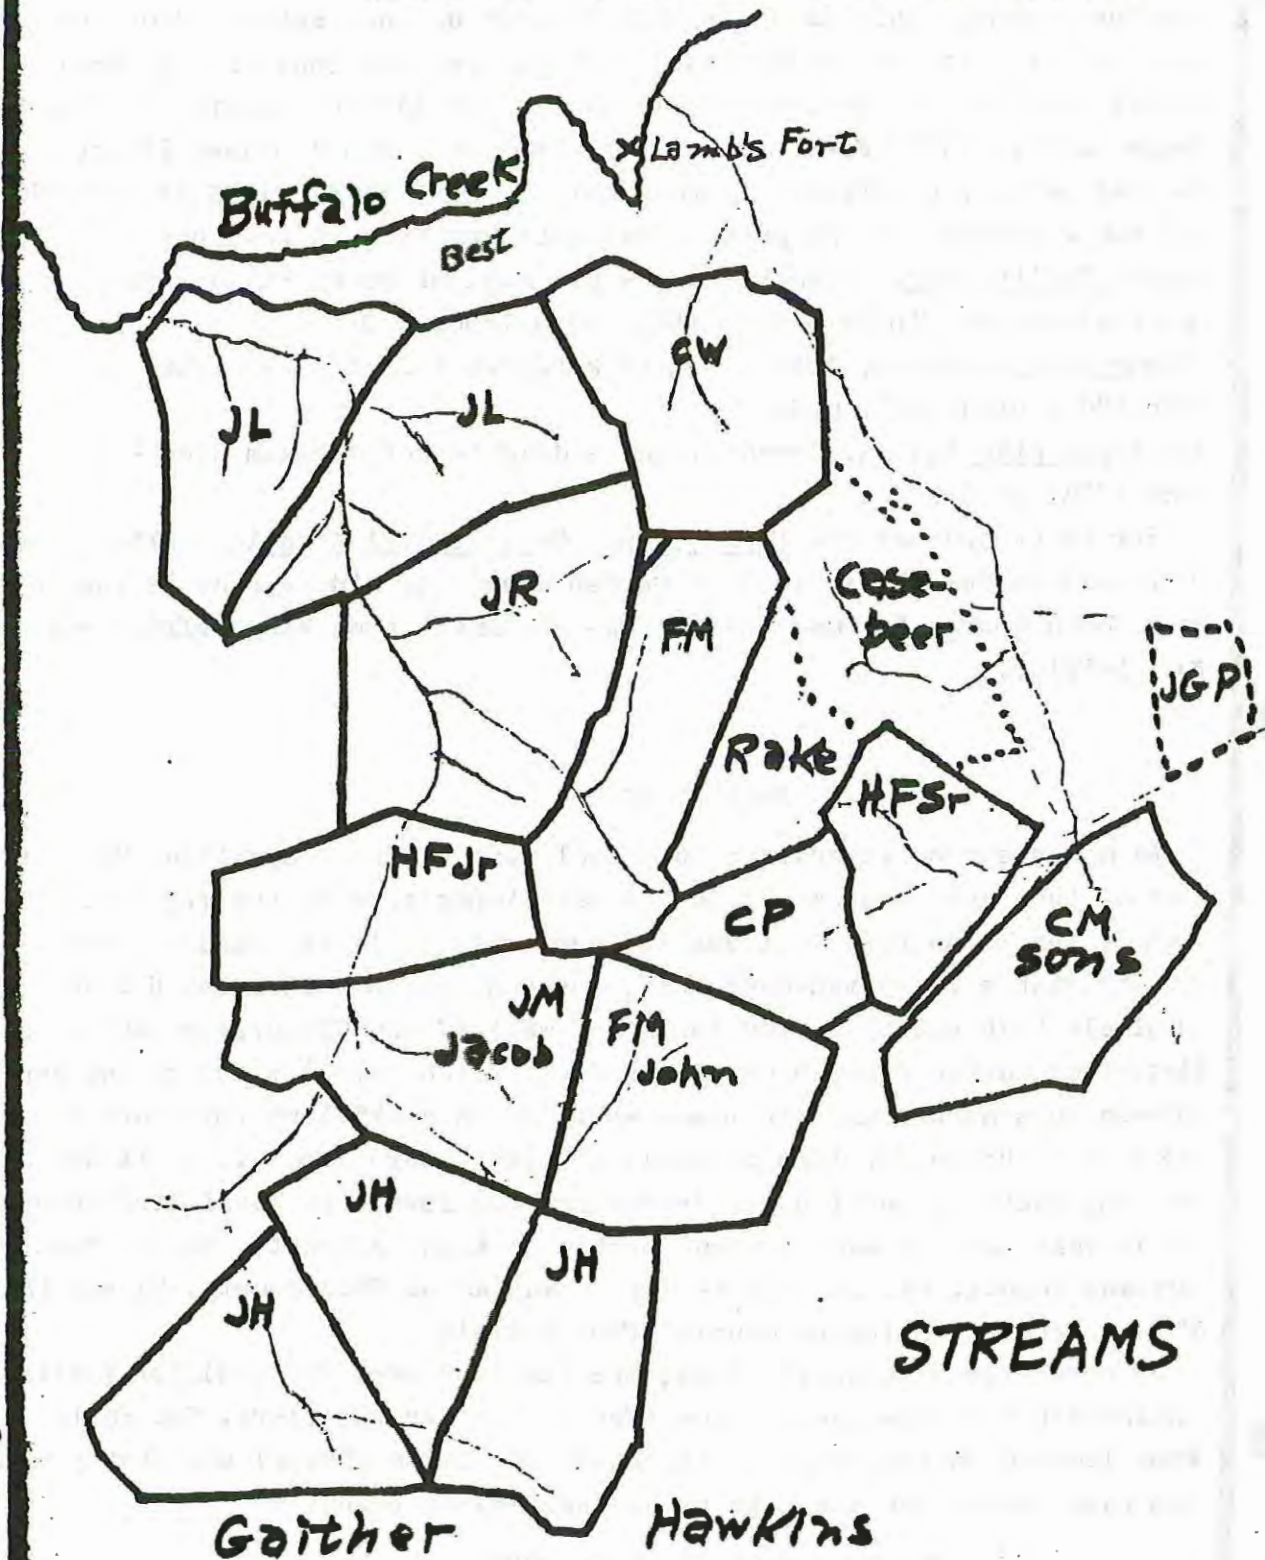 Lamb's Fort
Buffalo Creek
Best
CW
JL
JL
JR
FM
Case-
beer
JGP
Rake
HFSr
HFJr
CP
CM
sons
JM
Jacob
FM
John
JH
JH
JH
STREAMS
Gaither
Hawkins